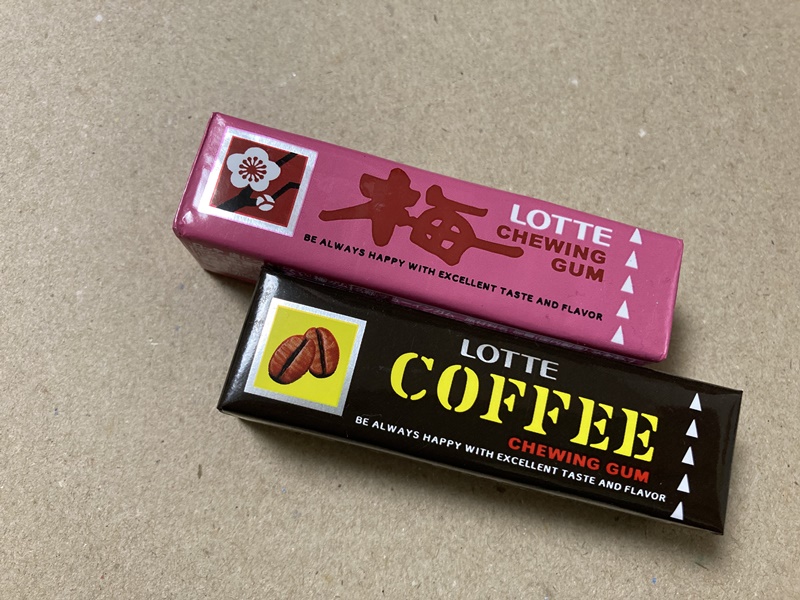 梅
LOTTE
CHEWING
GUM
BE ALWAYS HAPPY WITH EXCELLENT TASTE AND FLAVOR
LOTTE
COFFEE
CHEWING GUM
BE ALWAYS HAPPY WITH EXCELLENT TASTE AND FLAVOR